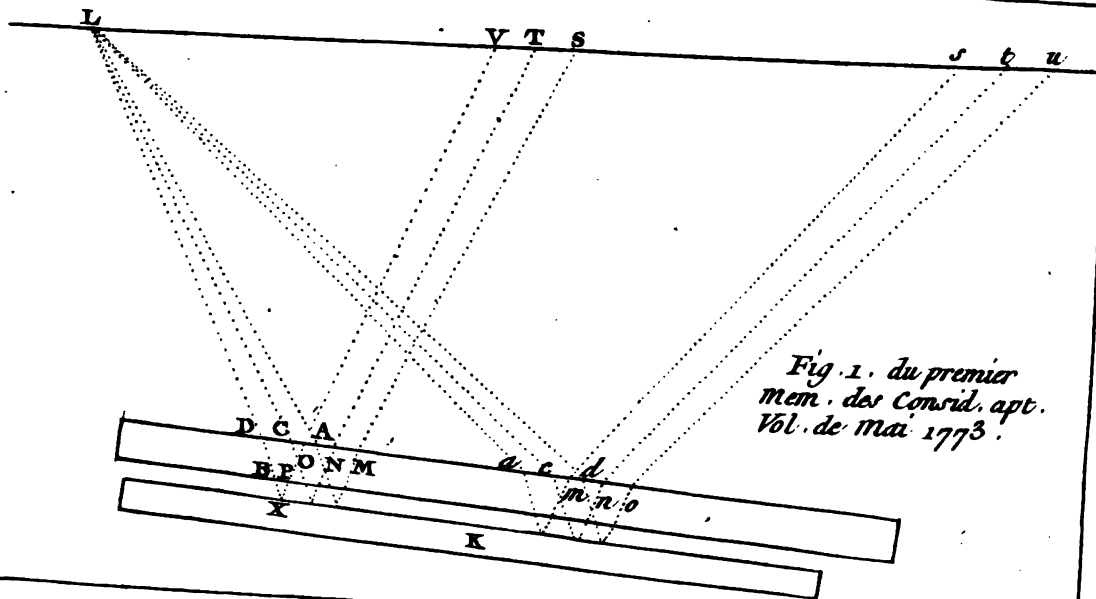 L V T S s t u
Fig. 1. du premier
mem. des Consid. apt.
Vol. de Mai 1773.
D C A
B P O N M
a c d
m n o
X
K